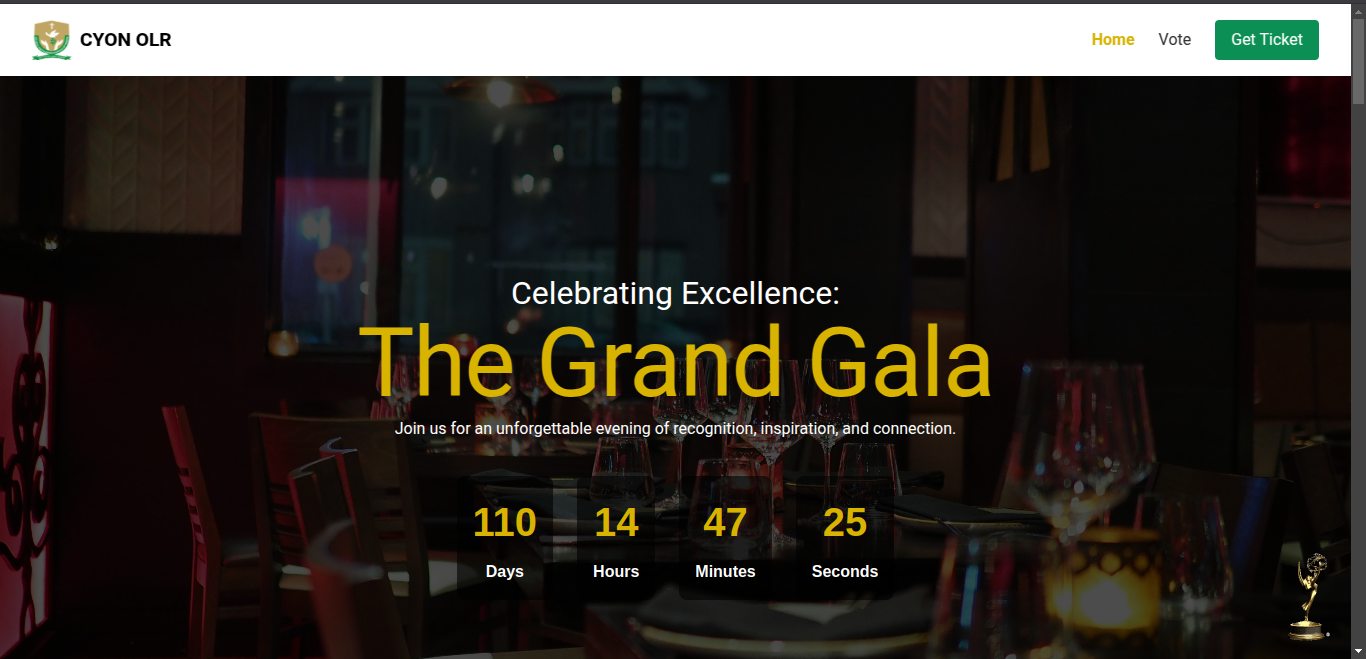 CYON OLR
Home Vote Get Ticket
Celebrating Excellence:
The Grand Gala
Join us for an unforgettable evening of recognition, inspiration, and connection.
110 14 47 25
Days Hours Minutes Seconds